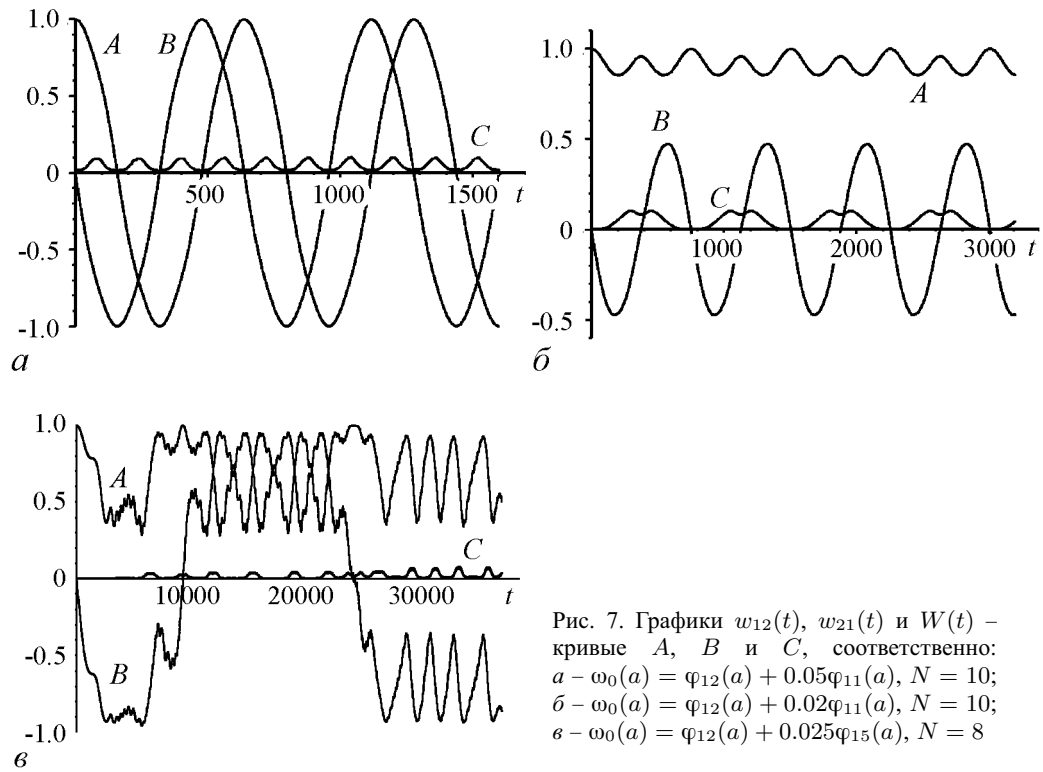 1.0
A
B
0.5
C
0
500
1000
1500
t
-0.5
-1.0
а
1.0
A
0.5
B
C
0
1000
2000
3000
t
-0.5
б
1.0
A
0.5
C
0
10000
20000
30000
t
-0.5
B
-1.0
в
Рис. 7. Графики w₁₂(t), w₂₁(t) и W(t) –
кривые A, B и C, соответственно:
а – ω₀(a) = φ₁₂(a) + 0.05φ₁₁(a), N = 10;
б – ω₀(a) = φ₁₂(a) + 0.02φ₁₁(a), N = 10;
в – ω₀(a) = φ₁₂(a) + 0.025φ₁₅(a), N = 8